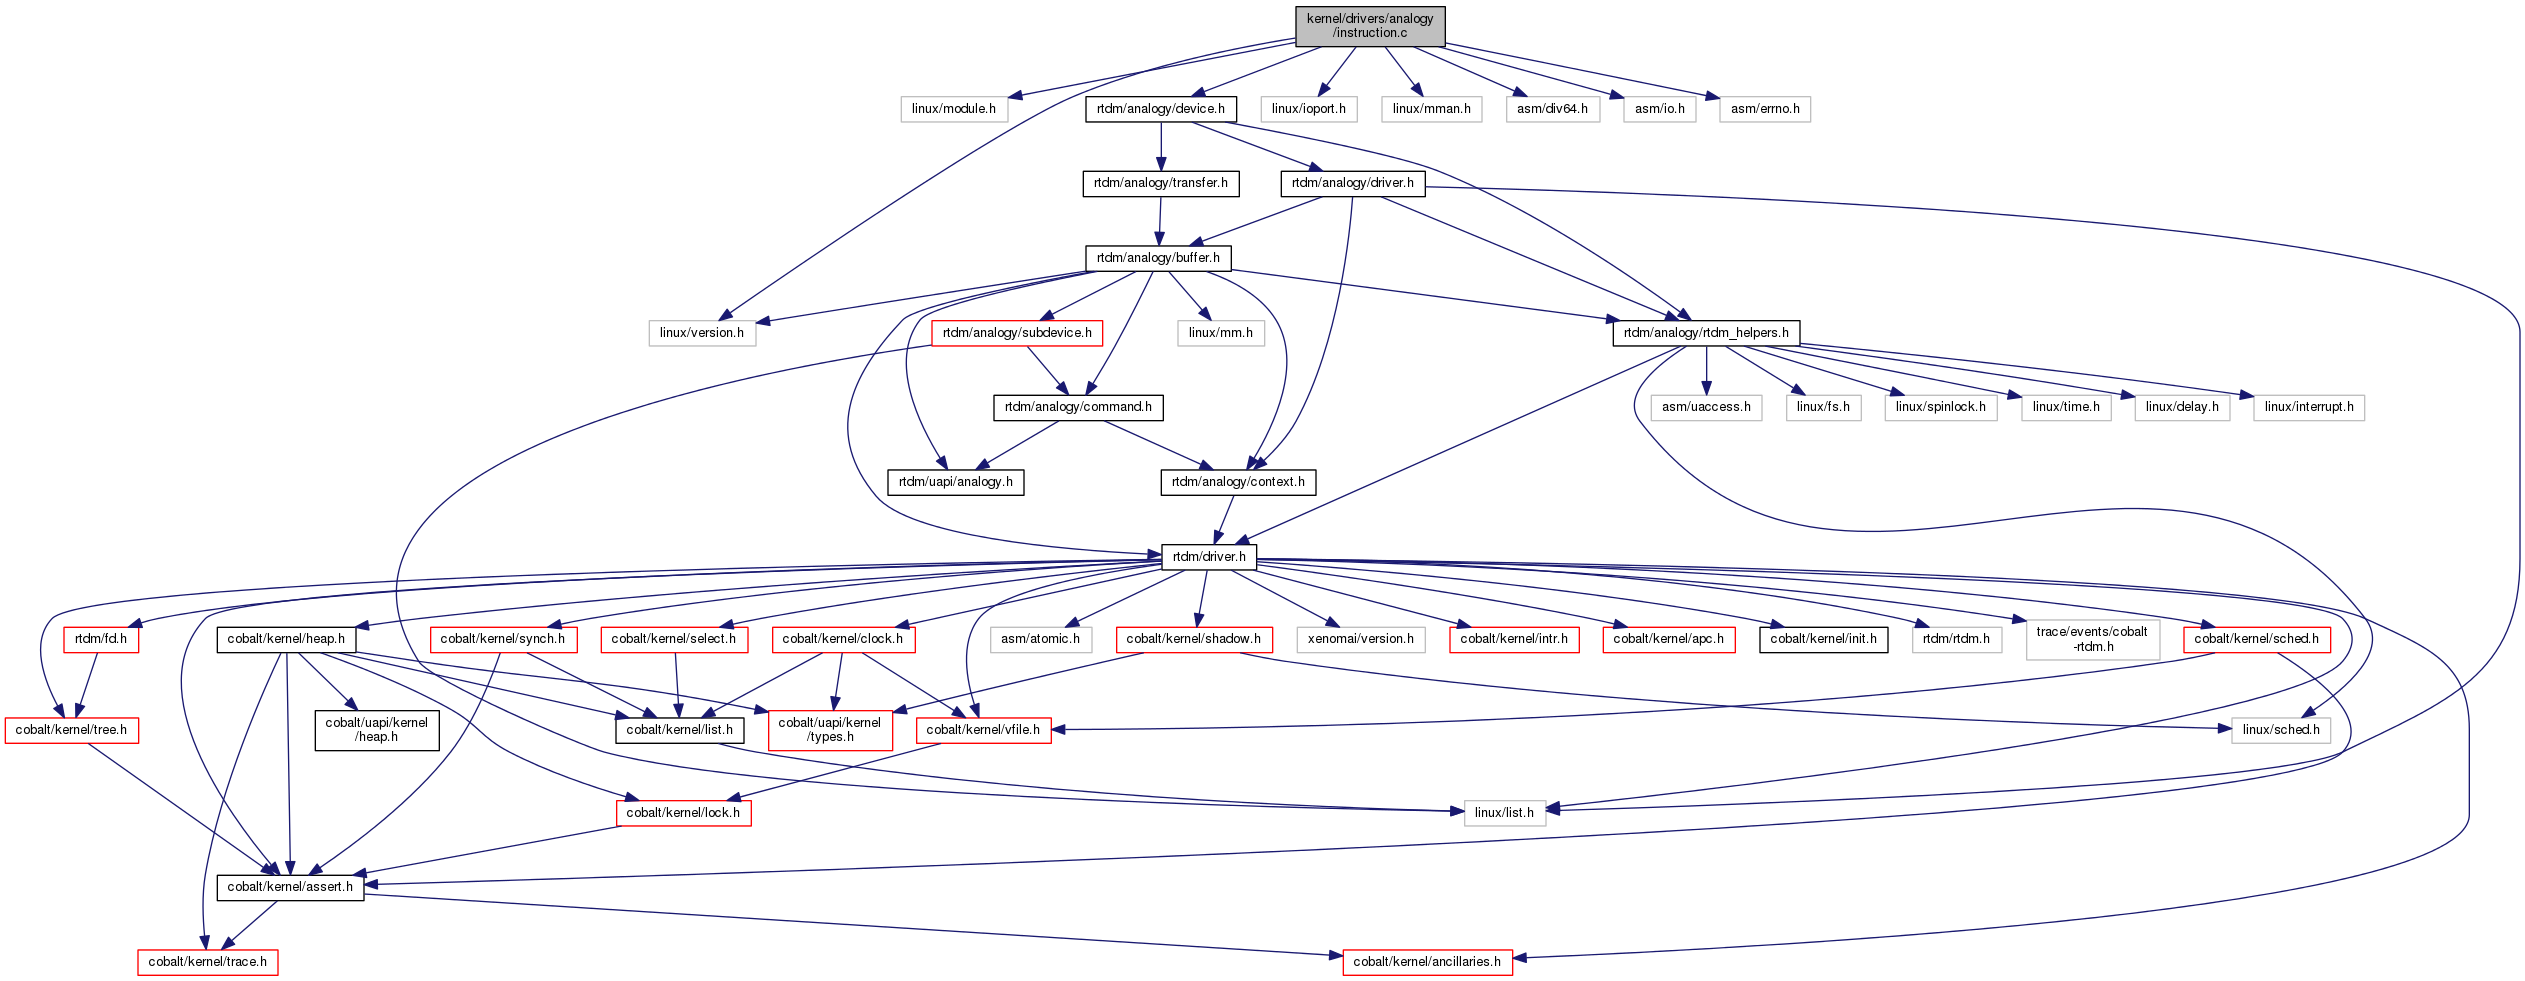 kernel/drivers/analogy
/instruction.c
linux/module.h
rtdm/analogy/device.h
linux/ioport.h
linux/mman.h
asm/div64.h
asm/io.h
asm/errno.h
rtdm/analogy/transfer.h
rtdm/analogy/driver.h
rtdm/analogy/buffer.h
linux/version.h
rtdm/analogy/subdevice.h
linux/mm.h
rtdm/analogy/rtdm_helpers.h
rtdm/analogy/command.h
asm/uaccess.h
linux/fs.h
linux/spinlock.h
linux/time.h
linux/delay.h
linux/interrupt.h
rtdm/uapi/analogy.h
rtdm/analogy/context.h
rtdm/driver.h
rtdm/fd.h
cobalt/kernel/heap.h
cobalt/kernel/synch.h
cobalt/kernel/select.h
cobalt/kernel/clock.h
asm/atomic.h
cobalt/kernel/shadow.h
xenomai/version.h
cobalt/kernel/intr.h
cobalt/kernel/apc.h
cobalt/kernel/init.h
rtdm/rtdm.h
trace/events/cobalt
-rtdm.h
cobalt/kernel/sched.h
cobalt/kernel/tree.h
cobalt/uapi/kernel
/heap.h
cobalt/kernel/list.h
cobalt/uapi/kernel
/types.h
cobalt/kernel/vfile.h
linux/sched.h
cobalt/kernel/lock.h
linux/list.h
cobalt/kernel/assert.h
cobalt/kernel/trace.h
cobalt/kernel/ancillaries.h